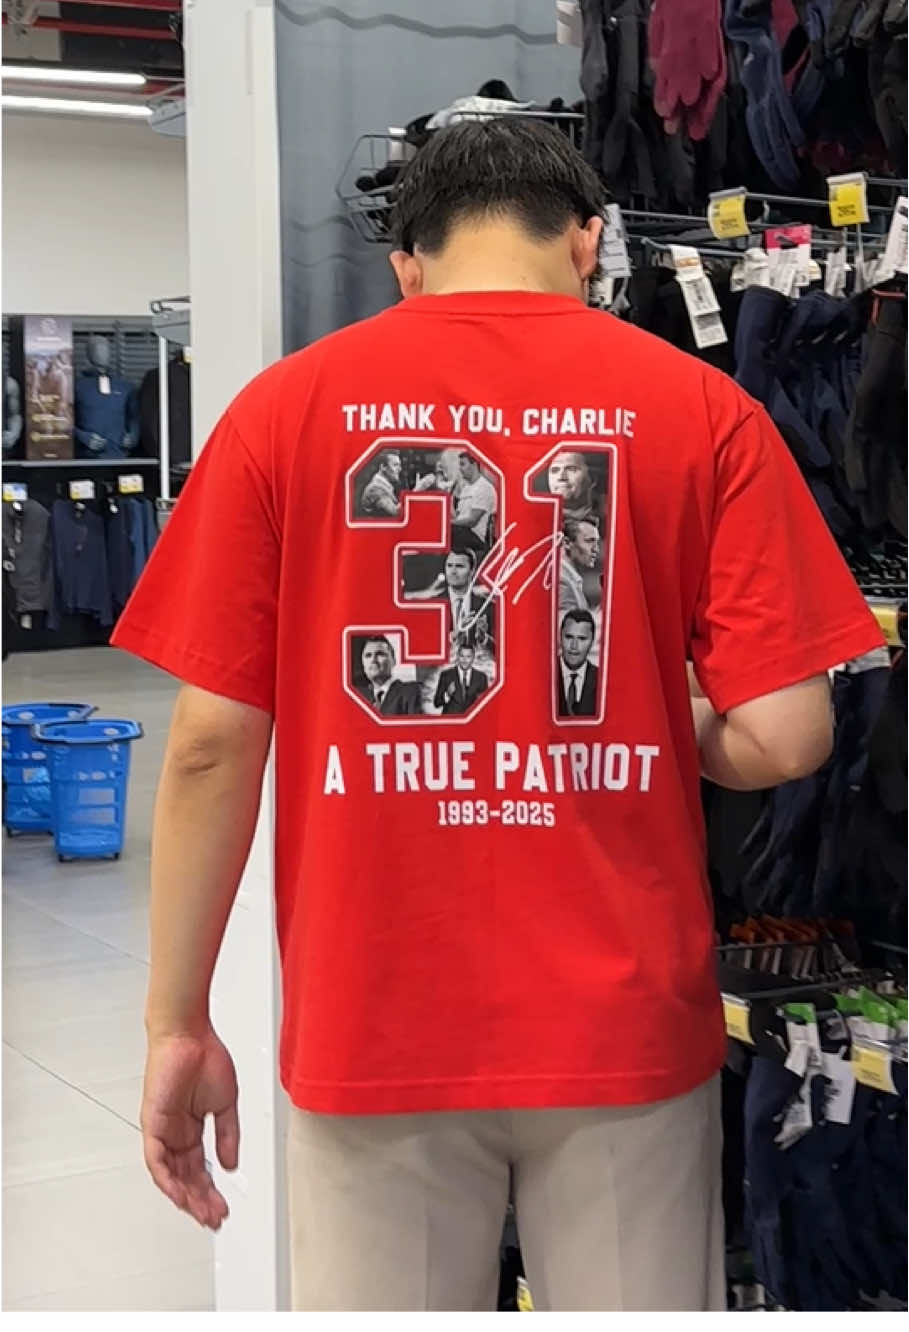 THANK YOU, CHARLIE
31
A TRUE PATRIOT
1993-2025